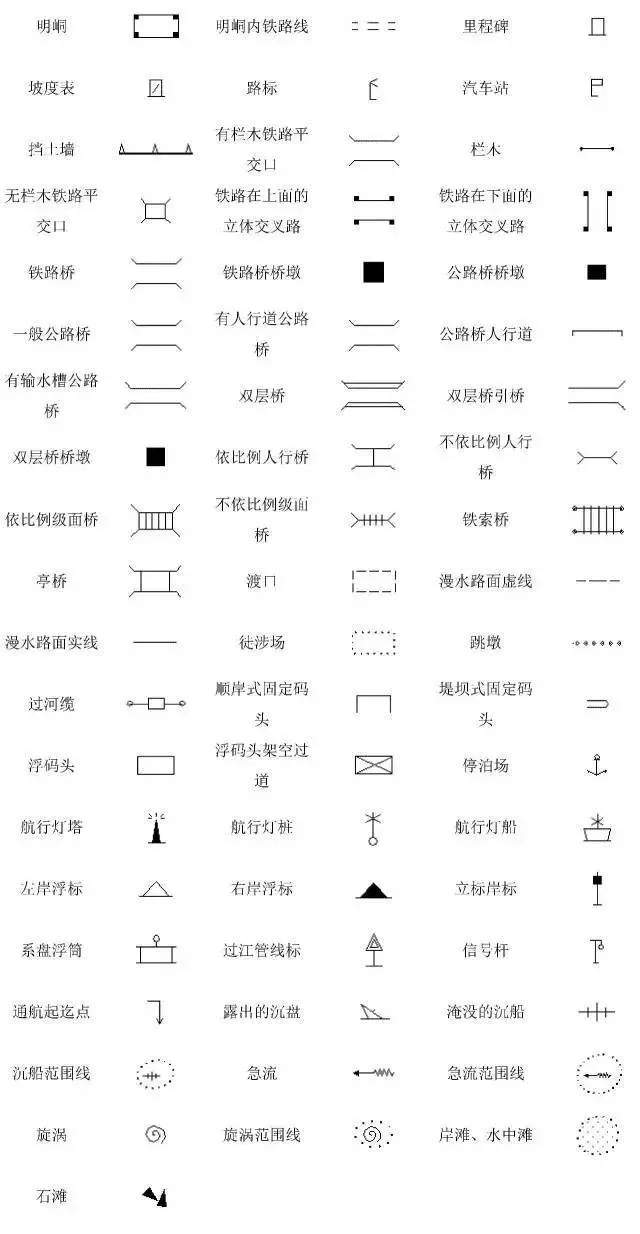 明峒
明峒内铁路线
里程碑
坡度表
路标
汽车站
挡土墙
有栏木铁路平
交口
栏木
无栏木铁路平
交口
铁路在上面的
立体交叉路
铁路在下面的
立体交叉路
铁路桥
铁路桥桥墩
公路桥桥墩
一般公路桥
有人行道公路
桥
公路桥人行道
有输水槽公路
桥
双层桥
双层桥引桥
双层桥桥墩
依比例人行桥
不依比例人行
桥
依比例级面桥
不依比例级面
桥
铁索桥
亭桥
渡口
漫水路面虚线
漫水路面实线
徒涉场
跳墩
过河缆
顺岸式固定码
头
堤坝式固定码
头
浮码头
浮码头架空过
道
停泊场
航行灯塔
航行灯桩
航行灯船
左岸浮标
右岸浮标
立标岸标
系盘浮筒
过江管线标
信号杆
通航起迄点
露出的沉盘
淹没的沉船
沉船范围线
急流
急流范围线
旋涡
旋涡范围线
岸滩、水中滩
石滩